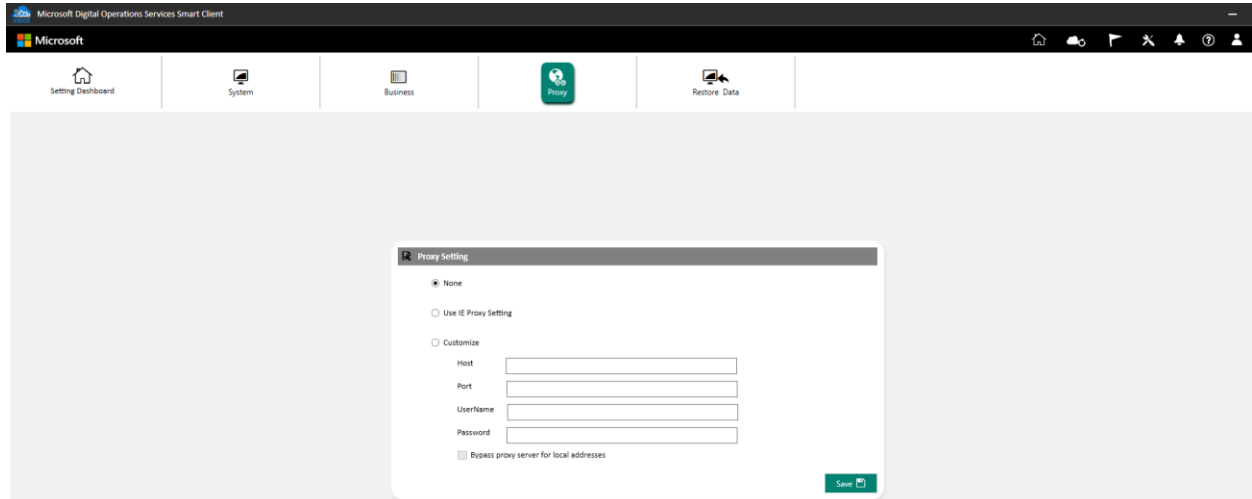 Microsoft Digital Operations Services Smart Client
Microsoft
Setting Dashboard
System
Business
Proxy
Restore Data
Proxy Setting
None
Use IE Proxy Setting
Customize
Host
Port
UserName
Password
Bypass proxy server for local addresses
Save